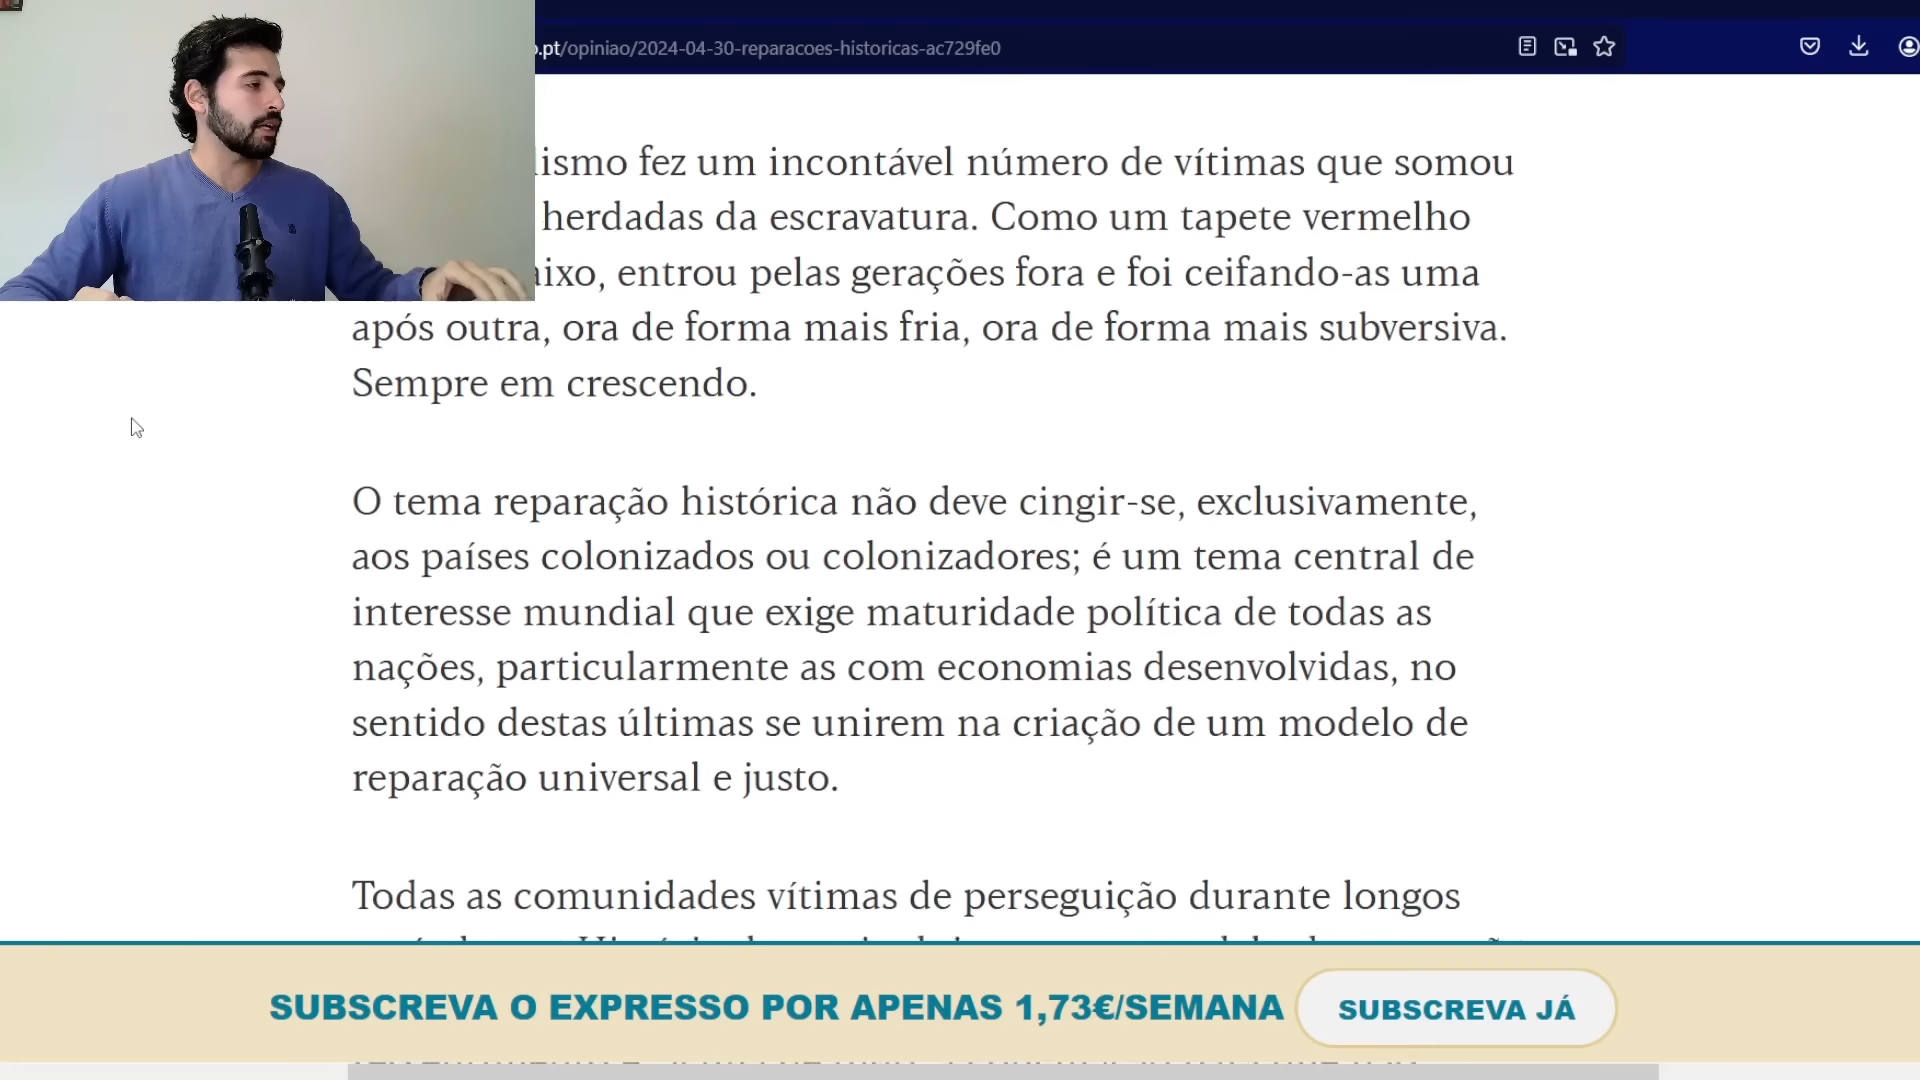 .pt/opiniao/2024-04-30-reparacoes-historicas-ac729fe0
fez um incontável número de vítimas que somou
herdadas da escravatura. Como um tapete vermelho
entrou pelas gerações fora e foi ceifando-as uma
após outra, ora de forma mais fria, ora de forma mais subversiva.
Sempre em crescendo.
O tema reparação histórica não deve cingir-se, exclusivamente,
aos países colonizados ou colonizadores; é um tema central de
interesse mundial que exige maturidade política de todas as
nações, particularmente as com economias desenvolvidas, no
sentido destas últimas se unirem na criação de um modelo de
reparação universal e justo.
Todas as comunidades vítimas de perseguição durante longos
SUBSCREVA O EXPRESSO POR APENAS 1,73€/SEMANA
SUBSCREVA JÁ